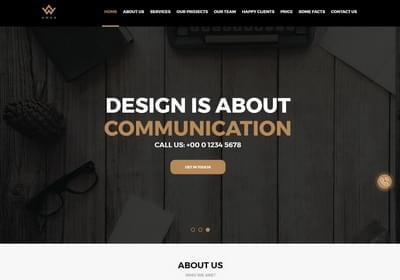 HOME ABOUT US SERVICES OUR PROJECTS OUR TEAM HAPPY CLIENTS PRICE SOME FACTS CONTACT US
DESIGN IS ABOUT
COMMUNICATION
CALL US: +00 0 1234 5678
GET IN TOUCH
ABOUT US
WHO WE ARE?